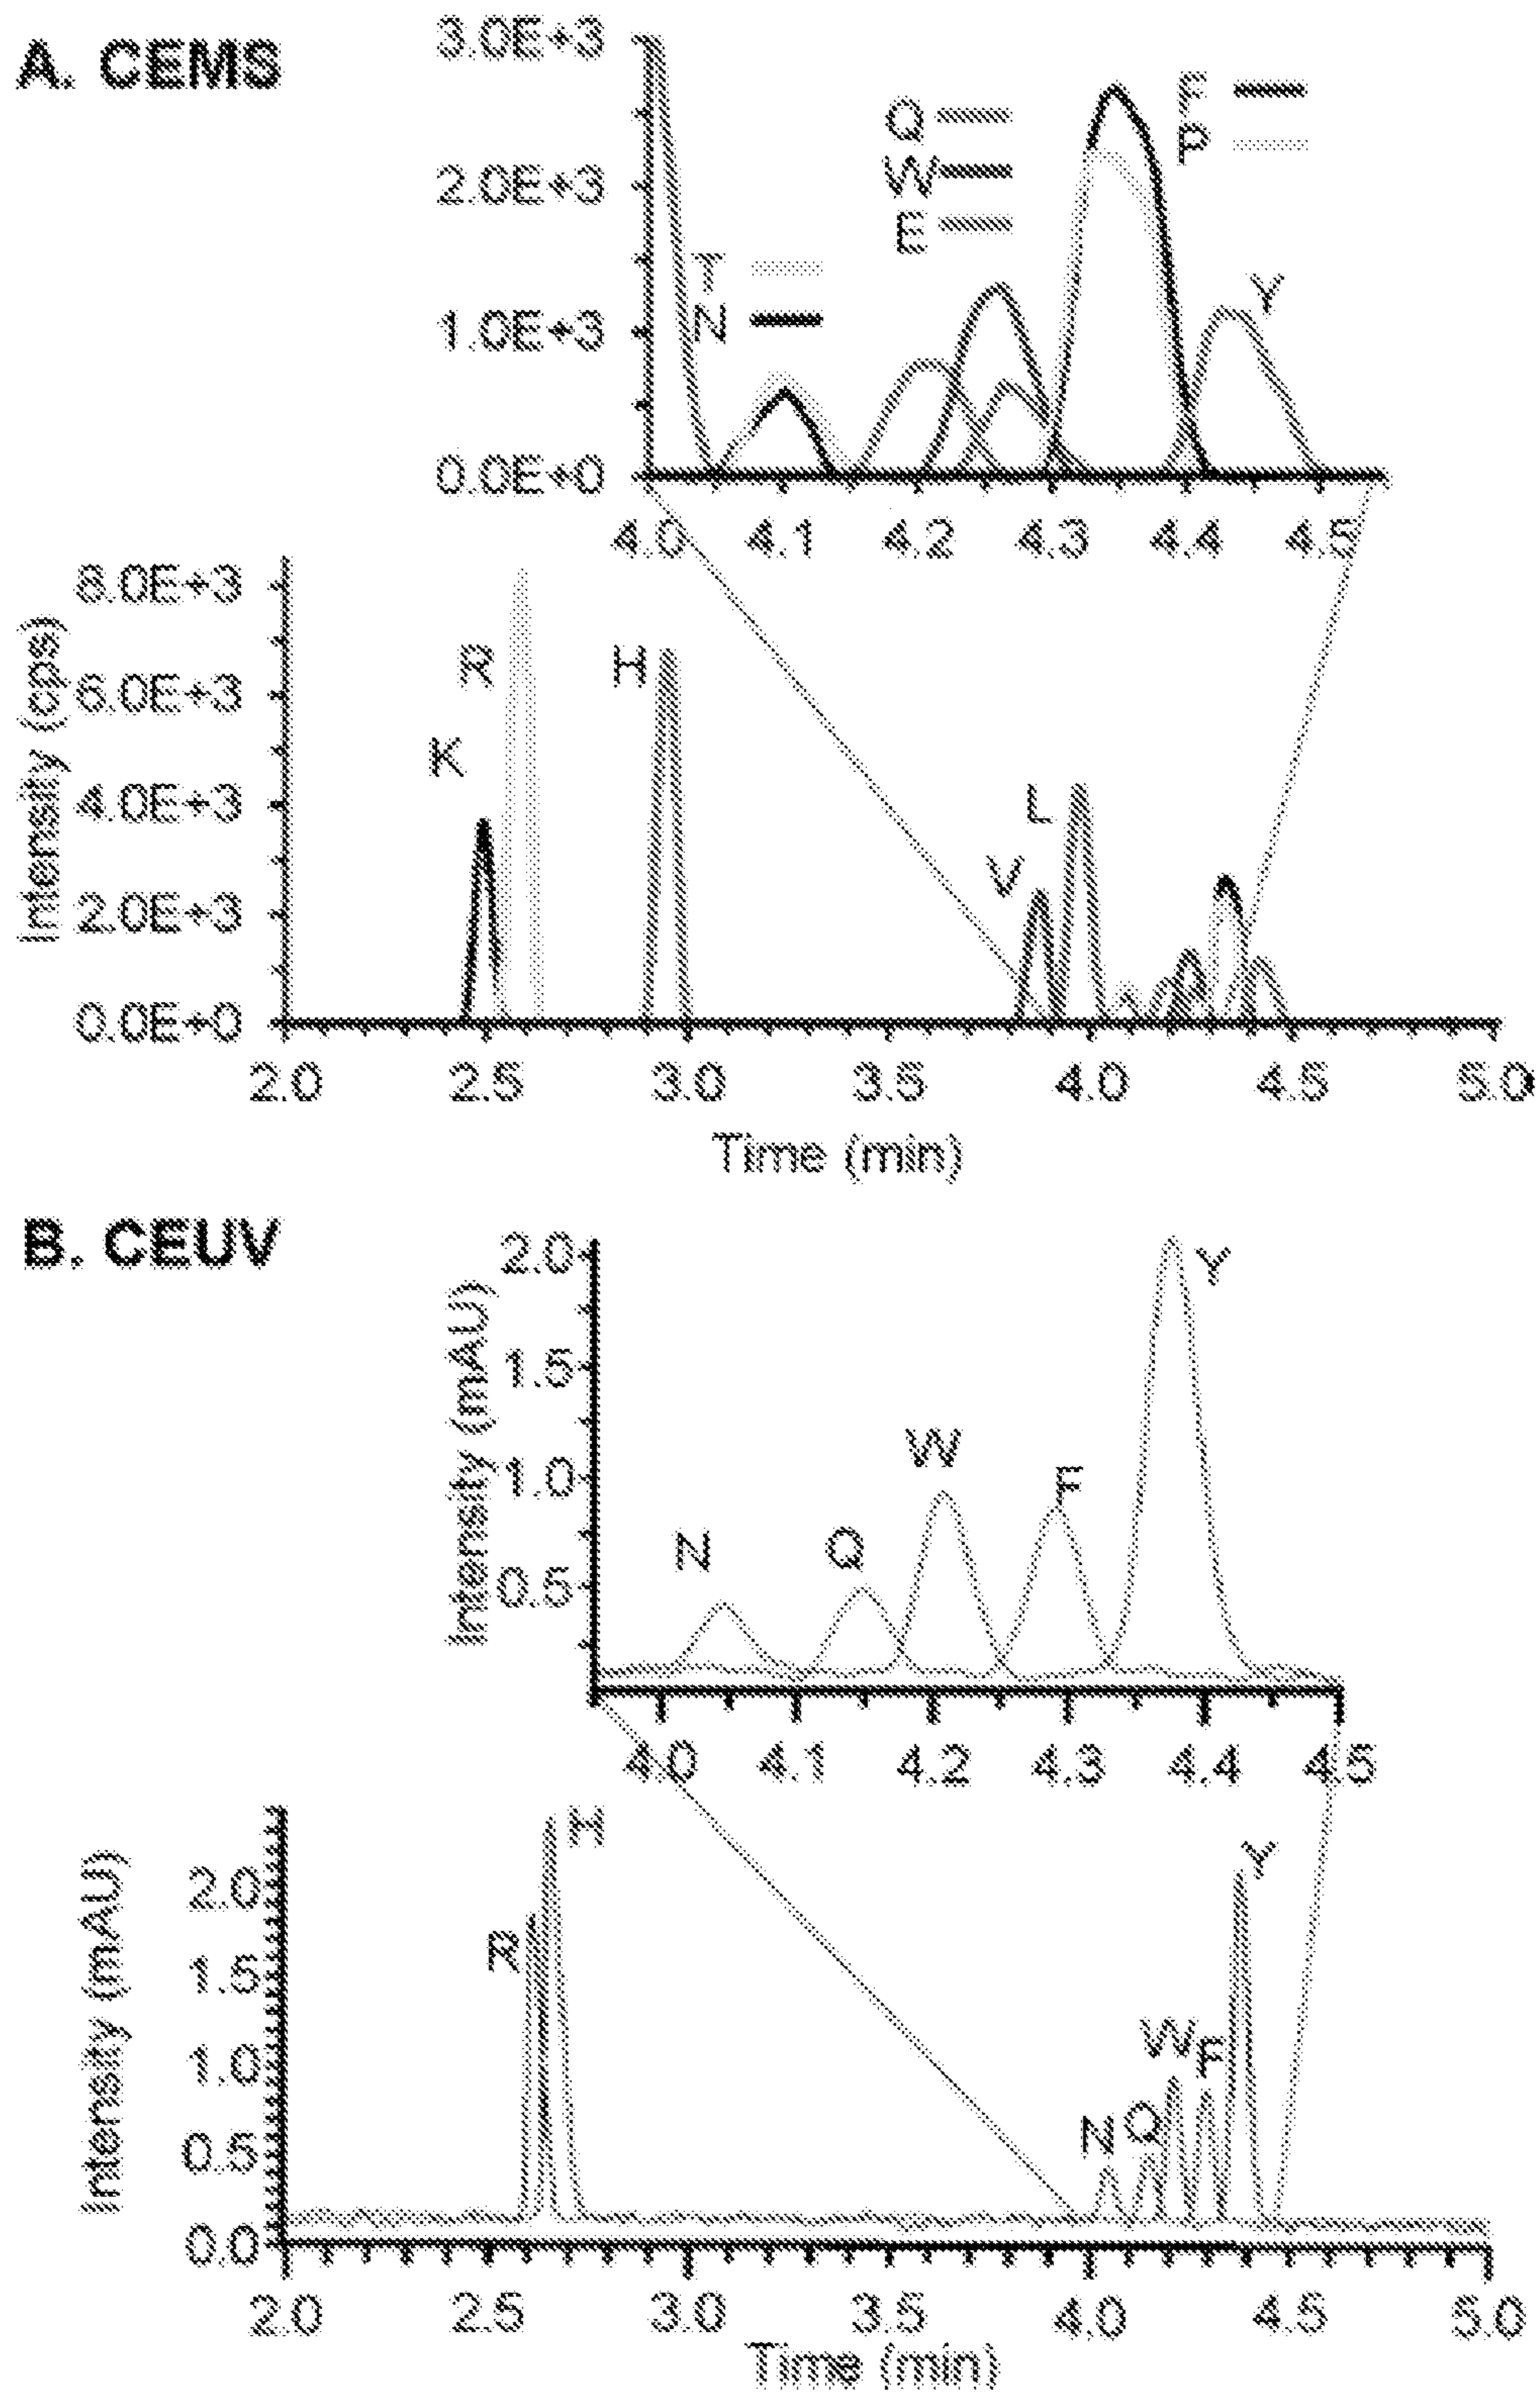 A. CEMS
3.0E+3
2.0E+3
1.0E+3
0.0E+0
Q
W
E
F
P
T
N
Y
4.0 4.1 4.2 4.3 4.4 4.5
Intensity (cps)
8.0E+3
6.0E+3
4.0E+3
2.0E+3
0.0E+0
K
R
H
V
L
2.0 2.5 3.0 3.5 4.0 4.5 5.0
Time (min)
B. CEUV
Intensity (mAU)
2.0
1.5
1.0
0.5
N
Q
W
F
Y
4.0 4.1 4.2 4.3 4.4 4.5
Intensity (mAU)
2.0
1.5
1.0
0.5
0.0
R
H
N
Q
W
F
Y
2.0 2.5 3.0 3.5 4.0 4.5 5.0
Time (min)